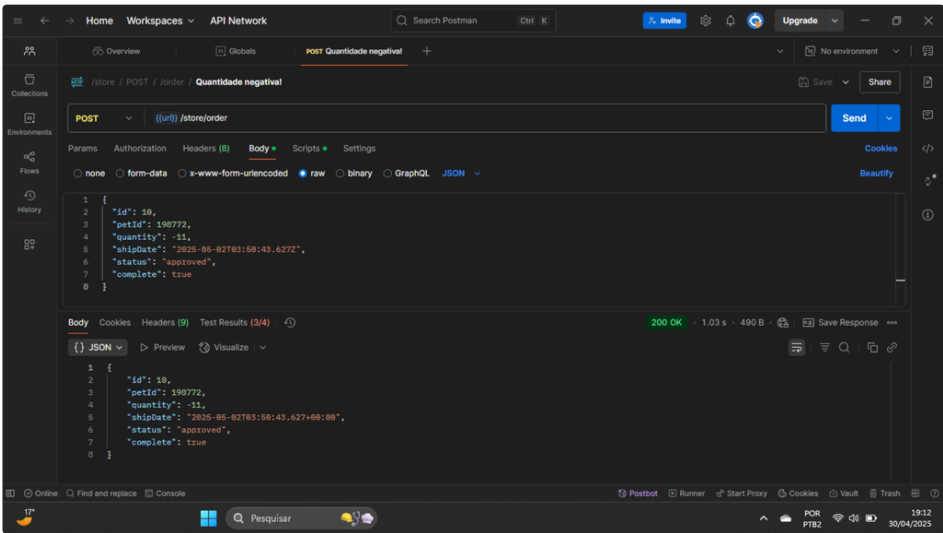 Home Workspaces API Network Search Postman Ctrl K Invite Upgrade
Overview Globals POST Quantidade negativa! No environment
Collections
Environments
Flows
History
HTTP /store / POST / /order / Quantidade negativa! Save Share
POST {{url}} /store/order Send
Params Authorization Headers (8) Body Scripts Settings Cookies
none form-data x-www-form-urlencoded raw binary GraphQL JSON Beautify
1 {
2 "id": 10,
3 "petId": 198772,
4 "quantity": -11,
5 "shipDate": "2025-05-02T03:50:43.627Z",
6 "status": "approved",
7 "complete": true
8 }
Body Cookies Headers (9) Test Results (3/4) 200 OK 1.03 s 490 B Save Response
{} JSON Preview Visualize
1 {
2 "id": 10,
3 "petId": 198772,
4 "quantity": -11,
5 "shipDate": "2025-05-02T03:50:43.627+00:00",
6 "status": "approved",
7 "complete": true
8 }
Online Find and replace Console Postbot Runner Start Proxy Cookies Vault Trash
17° Pesquisar POR 19:12
PTB2 30/04/2025